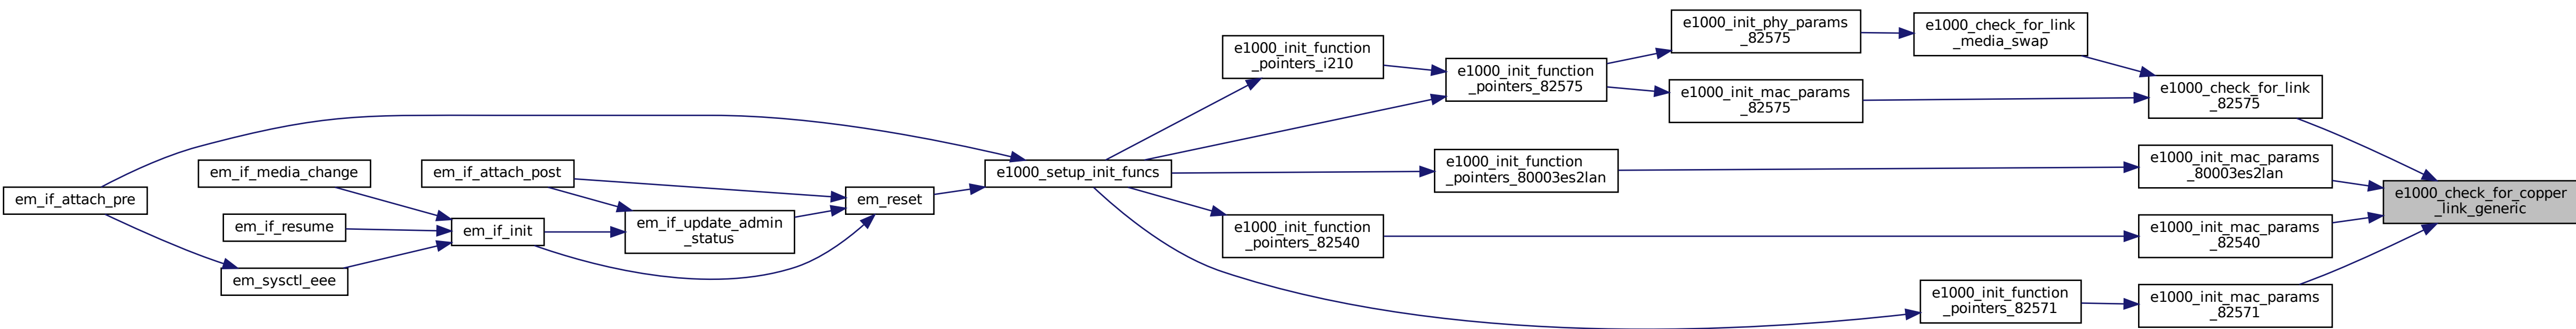 em_if_attach_pre
em_if_media_change
em_if_resume
em_sysctl_eee
em_if_attach_post
em_if_init
em_if_update_admin
_status
em_reset
e1000_setup_init_funcs
e1000_init_function
_pointers_i210
e1000_init_function
_pointers_82575
e1000_init_function
_pointers_80003es2lan
e1000_init_function
_pointers_82540
e1000_init_phy_params
_82575
e1000_init_mac_params
_82575
e1000_check_for_link
_media_swap
e1000_init_function
_pointers_82571
e1000_check_for_link
_82575
e1000_init_mac_params
_80003es2lan
e1000_init_mac_params
_82540
e1000_init_mac_params
_82571
e1000_check_for_copper
_link_generic